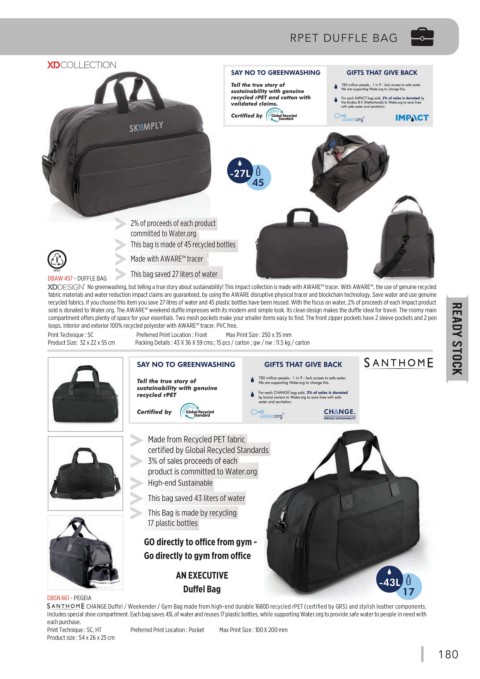 RPET DUFFLE BAG
XDCOLLECTION
SAY NO TO GREENWASHING
Tell the true story of
sustainability with genuine
recycled rPET and cotton with
validated claims.
Certified by Global Recycled Standard
GIFTS THAT GIVE BACK
785 million people - 1 in 9 - lack access to safe water.
We are supporting Water.org to change this.
For each IMPACT bag sold, 2% of sales is donated by
to save lives
with safe water and sanitation.
water.org
IMPACT
SKIIMPLY
-27L
45
2% of proceeds of each product
committed to Water.org
This bag is made of 45 recycled bottles
Made with AWARE™ tracer
This bag saved 27 liters of water
DBAW 457 - DUFFLE BAG
XDDESIGN® No greenwashing, but telling a true story about sustainability! This Impact collection is made with AWARE™ tracer. With AWARE™, the use of genuine recycled
fabric materials and water reduction impact claims are guaranteed, by using the AWARE disruptive physical tracer and blockchain technology. Save water and use genuine
recycled fabrics. If you choose this item you save 27 liters of water and 45 plastic bottles have been reused. With the focus on water, 2% of proceeds of each Impact product
sold is donated to Water.org. The AWARE™ weekend duffle impresses with its modern and simple look. Its clean design makes the duffle ideal for travel. The roomy main
compartment offers plenty of space for your essentials. Two mesh pockets make your smaller items easy to find. The front zipper pockets have 2 sleeve pockets and 2 pen
loops. Interior and exterior 100% recycled polyester with AWARE™ tracer. PVC free.
Print Technique : SC Preferred Print Location : Front Max Print Size : 250 x 35 mm
Product Size: 32 x 22 x 55 cm Packing Details : 43 X 36 X 59 cms ; 15 pcs / carton ; gw / nw : 11.5 kg / carton
READY STOCK
SANTHOME
SAY NO TO GREENWASHING
Tell the true story of
sustainability with genuine
recycled rPET
Certified by Global Recycled Standard
GIFTS THAT GIVE BACK
785 million people - 1 in 9 - lack access to safe water.
We are supporting Water.org to change this.
For each CHANGE bag sold, 3% of sales is donated
by brand owners to Water.org to save lives with safe
water and sanitation.
water.org
CHANGE.
Made from Recycled PET fabric
certified by Global Recycled Standards
3% of sales proceeds of each
product is committed to Water.org
High-end Sustainable
This bag saved 43 liters of water
This Bag is made by recycling
17 plastic bottles
GO directly to office from gym -
Go directly to gym from office
AN EXECUTIVE
Duffel Bag
-43L
17
DBSN 661 - PEGEIA
SANTHOME CHANGE Duffel / Weekender / Gym Bag made from high-end durable 1680D recycled rPET (certified by GRS) and stylish leather components.
Includes special shoe compartment. Each bag saves 43L of water and reuses 17 plastic bottles, while supporting Water.org to provide safe water to people in need with
each purchase.
Print Technique : SC, HT Preferred Print Location : Pocket Max Print Size : 100 X 200 mm
Product size : 54 x 26 x 25 cm
180